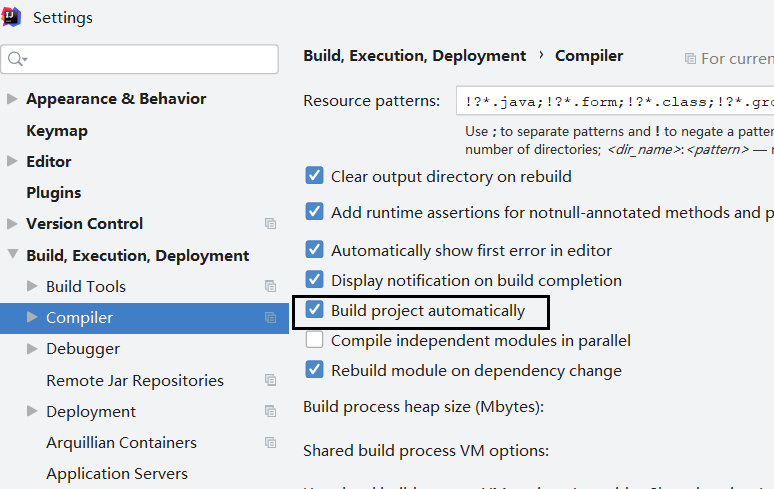 Settings
Appearance & Behavior
Keymap
Editor
Plugins
Version Control
Build, Execution, Deployment
Build Tools
Compiler
Debugger
Remote Jar Repositories
Deployment
Arquillian Containers
Application Servers
Build, Execution, Deployment › Compiler
For curren
Resource patterns: !?*.java;!?*.form;!?*.class;!?*.gro
Use ; to separate patterns and ! to negate a patter
number of directories; <dir_name>:<pattern> —
Clear output directory on rebuild
Add runtime assertions for notnull-annotated methods and p
Automatically show first error in editor
Display notification on build completion
Build project automatically
Compile independent modules in parallel
Rebuild module on dependency change
Build process heap size (Mbytes):
Shared build process VM options: